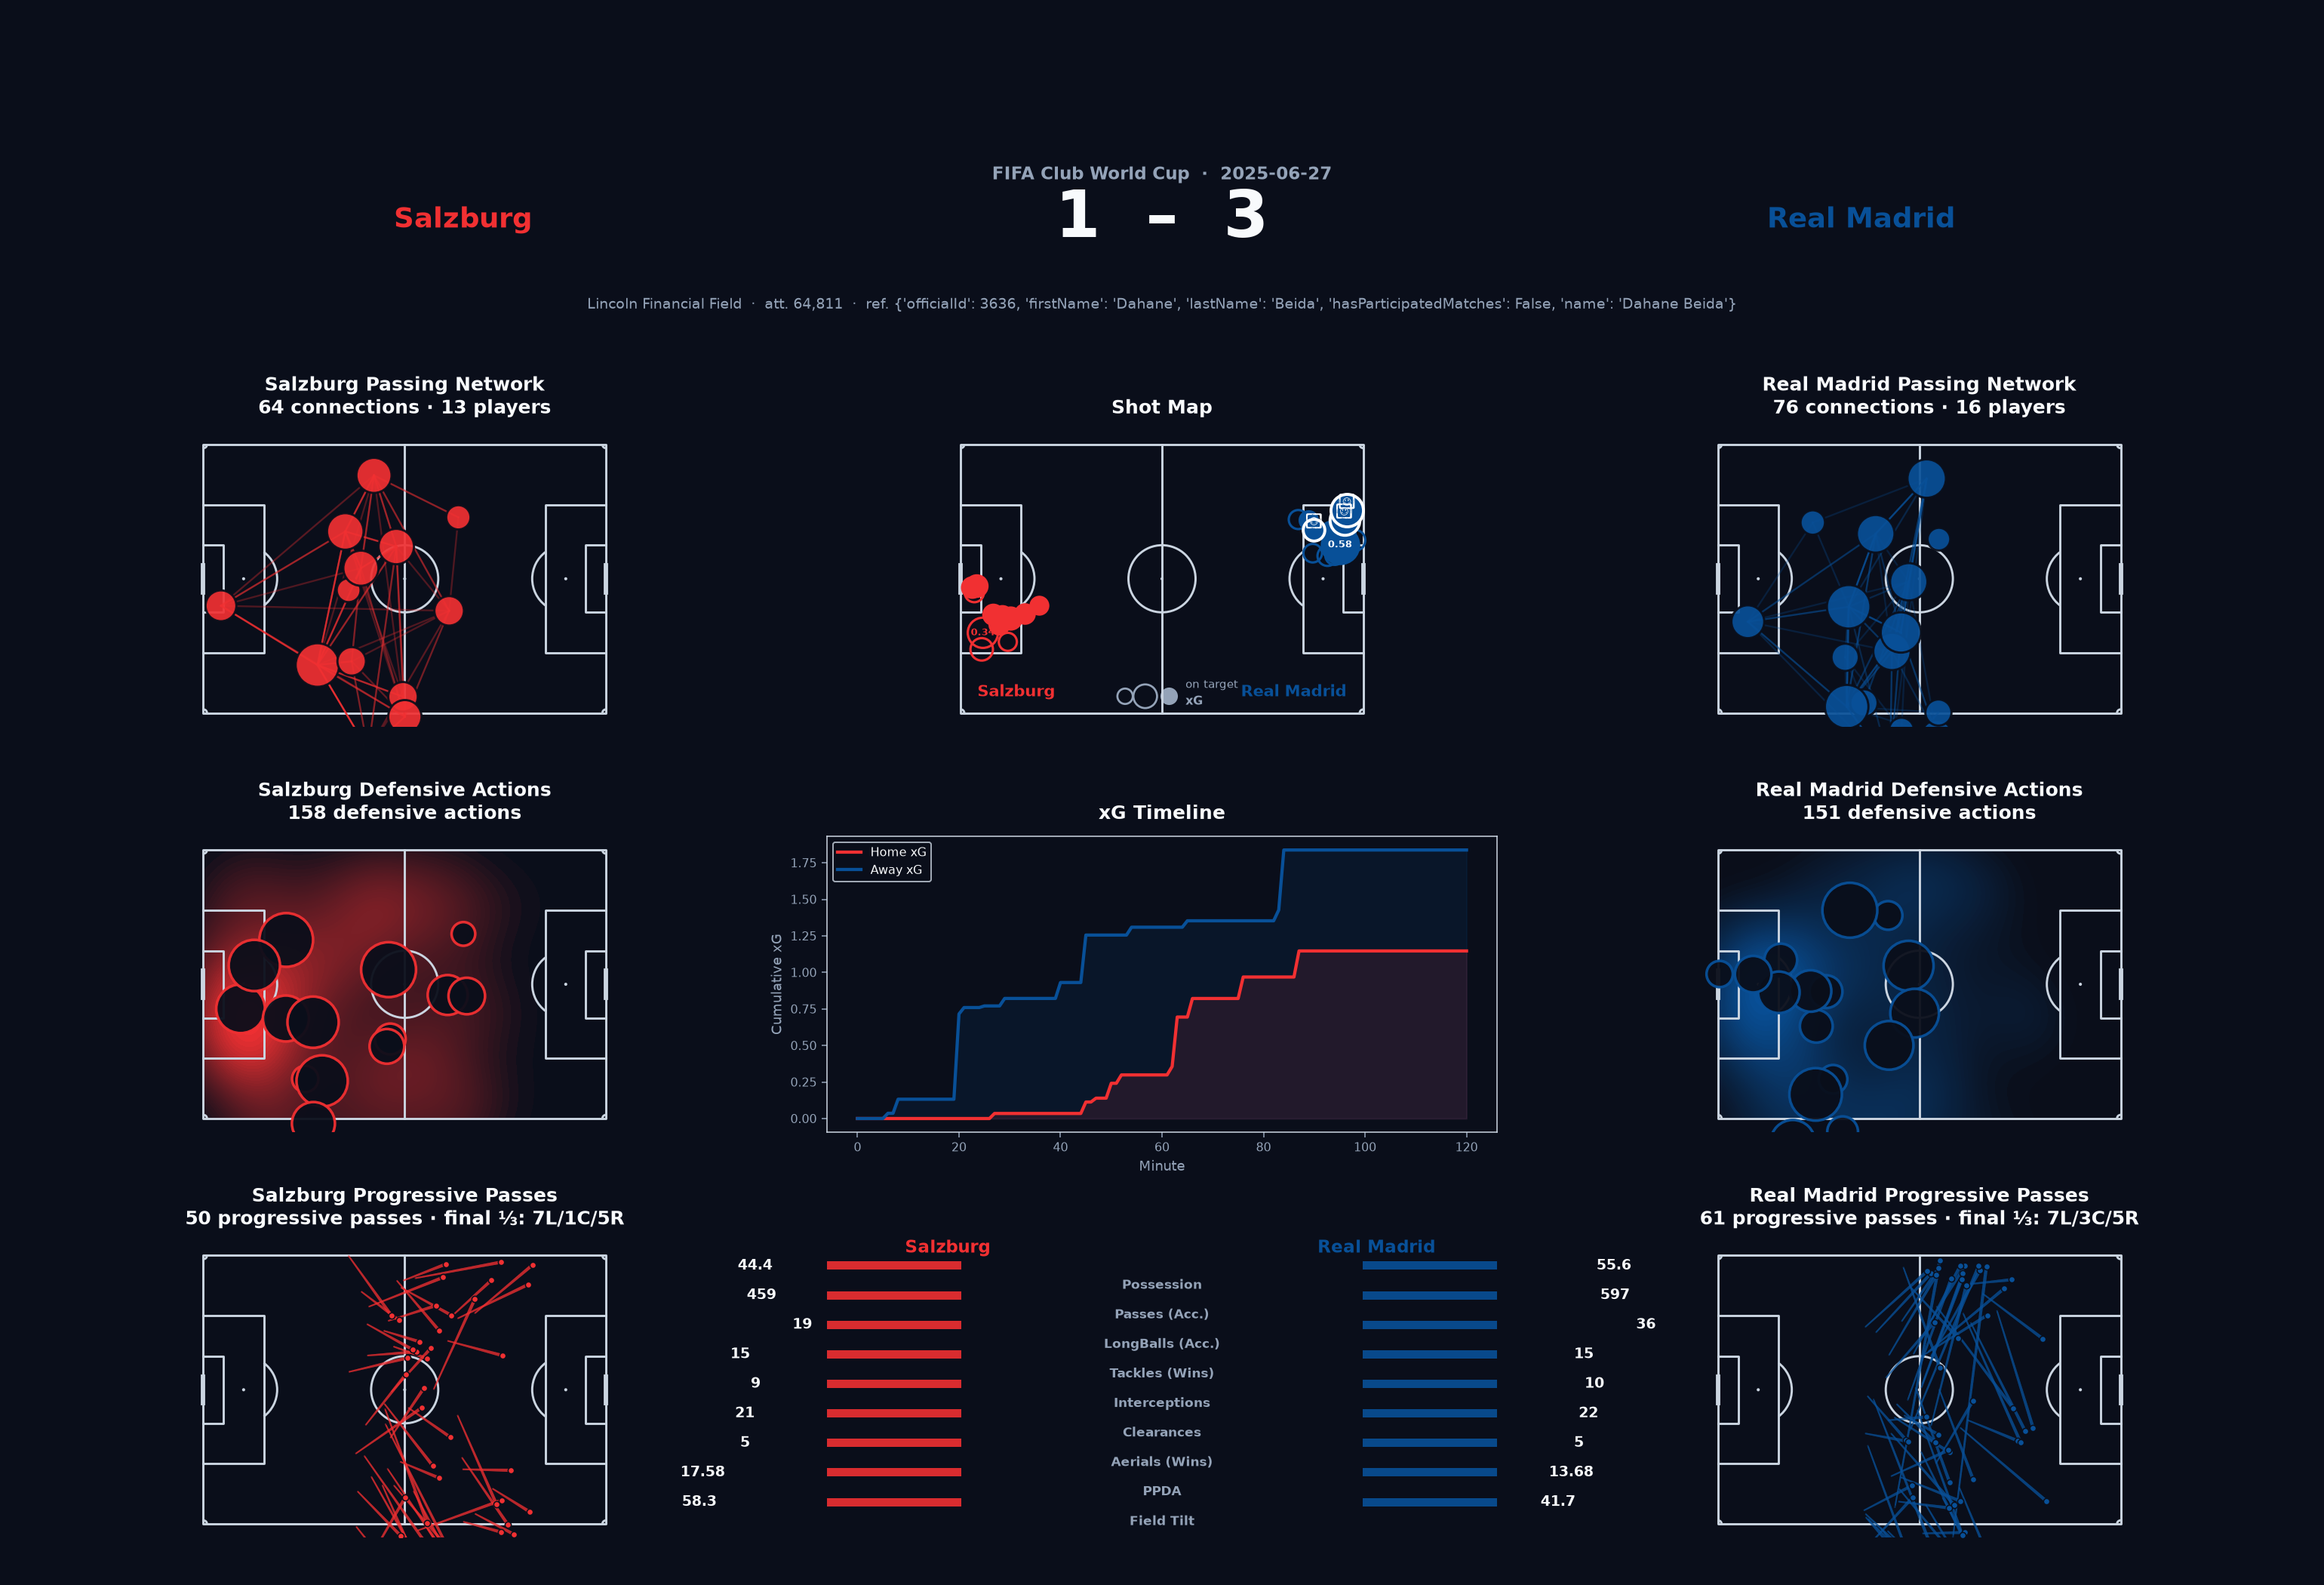 FIFA Club World Cup · 2025-06-27
Salzburg
1 – 3
Real Madrid
Lincoln Financial Field · att. 64,811 · ref. {'officialId': 3636, 'firstName': 'Dahane', 'lastName': 'Beida', 'hasParticipatedMatches': False, 'name': 'Dahane Beida'}
Salzburg Passing Network
64 connections · 13 players
Shot Map
0.58
Salzburg
on target
xG
Real Madrid
Real Madrid Passing Network
76 connections · 16 players
Salzburg Defensive Actions
158 defensive actions
xG Timeline
Home xG
Away xG
Cumulative xG
1.75
1.50
1.25
1.00
0.75
0.50
0.25
0.00
0 20 40 60 80 100 120
Minute
Real Madrid Defensive Actions
151 defensive actions
Salzburg Progressive Passes
50 progressive passes · final ⅓: 7L/1C/5R
Salzburg
Real Madrid
44.4 55.6
Possession
459 597
Passes (Acc.)
19 36
LongBalls (Acc.)
15 15
Tackles (Wins)
9 10
Interceptions
21 22
Clearances
5 5
Aerials (Wins)
17.58 13.68
PPDA
58.3 41.7
Field Tilt
Real Madrid Progressive Passes
61 progressive passes · final ⅓: 7L/3C/5R